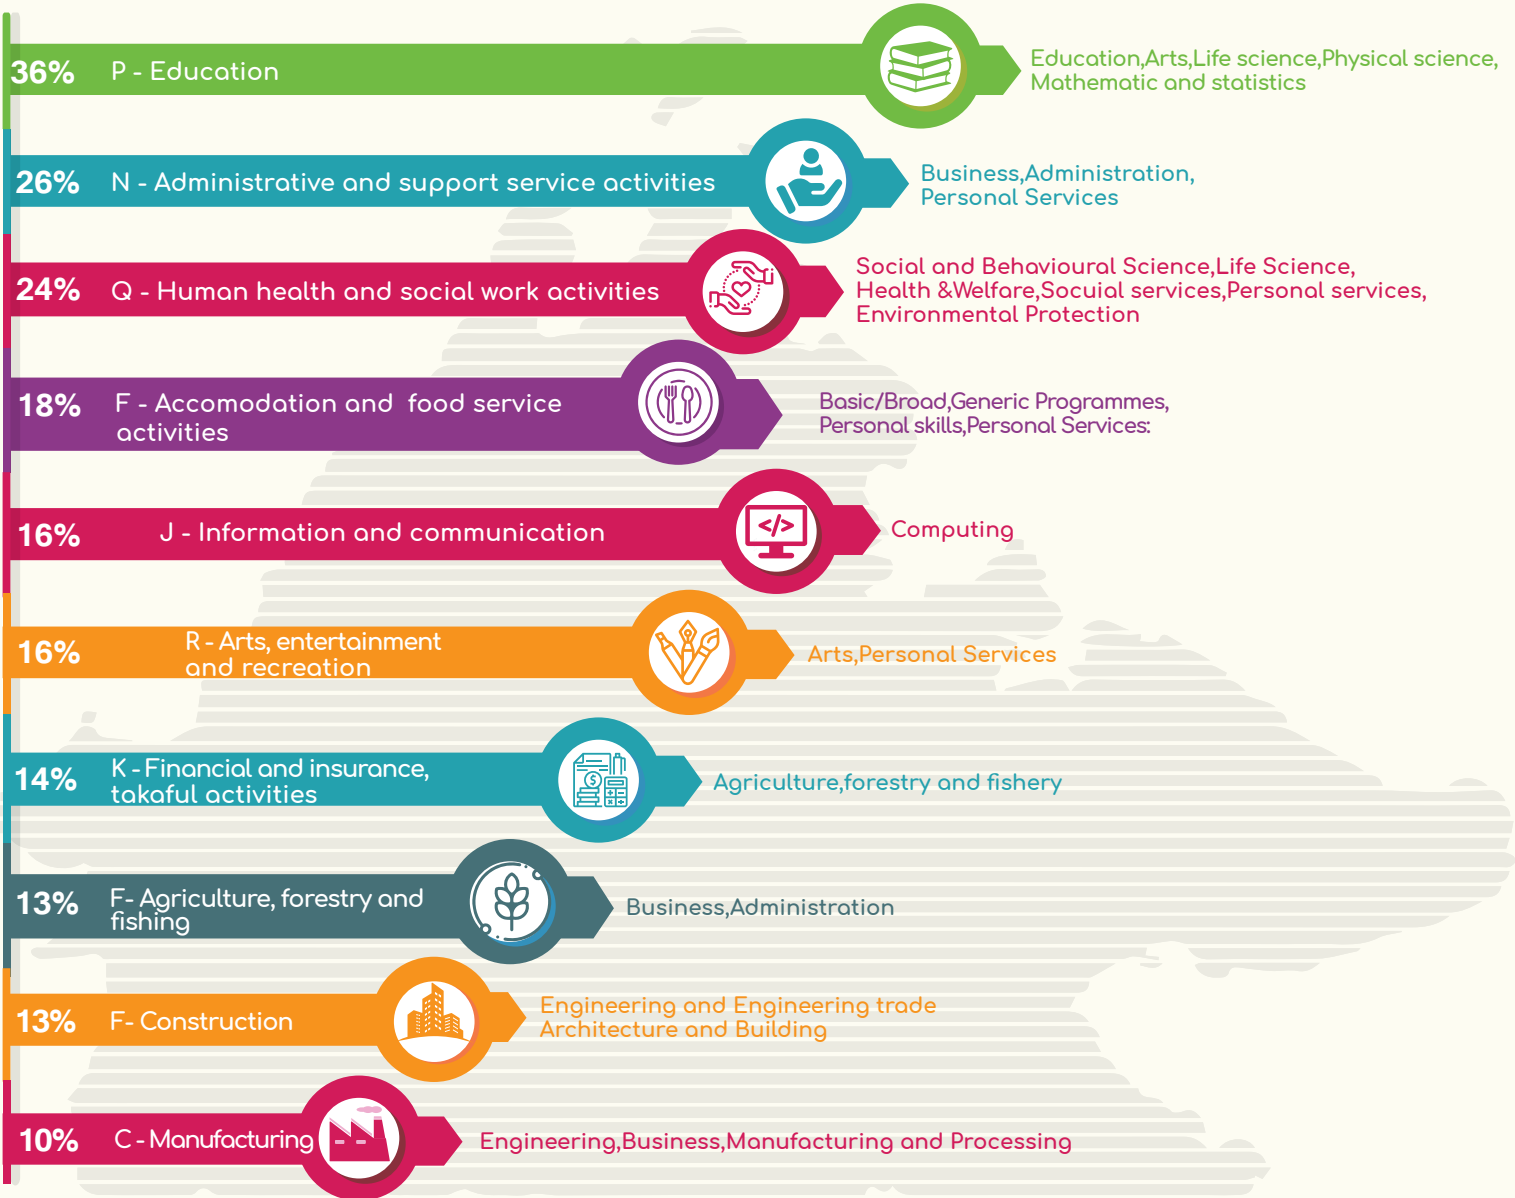 36% P - Education
Education,Arts,Life science,Physical science,
Mathematic and statistics
26% N - Administrative and support service activities
Business,Administration,
Personal Services
24% Q - Human health and social work activities
Social and Behavioural Science,Life Science,
Health &Welfare,Socuial services,Personal services,
Environmental Protection
18% F - Accomodation and food service
activities
Basic/Broad,Generic Programmes,
Personal skills,Personal Services:
16% J - Information and communication
</>
Computing
16% R - Arts, entertainment
and recreation
Arts,Personal Services
14% K - Financial and insurance,
takaful activities
$
Agriculture,forestry and fishery
13% F- Agriculture, forestry and
fishing
Business,Administration
13% F- Construction
Engineering and Engineering trade
Architecture and Building
10% C - Manufacturing
Engineering,Business,Manufacturing and Processing